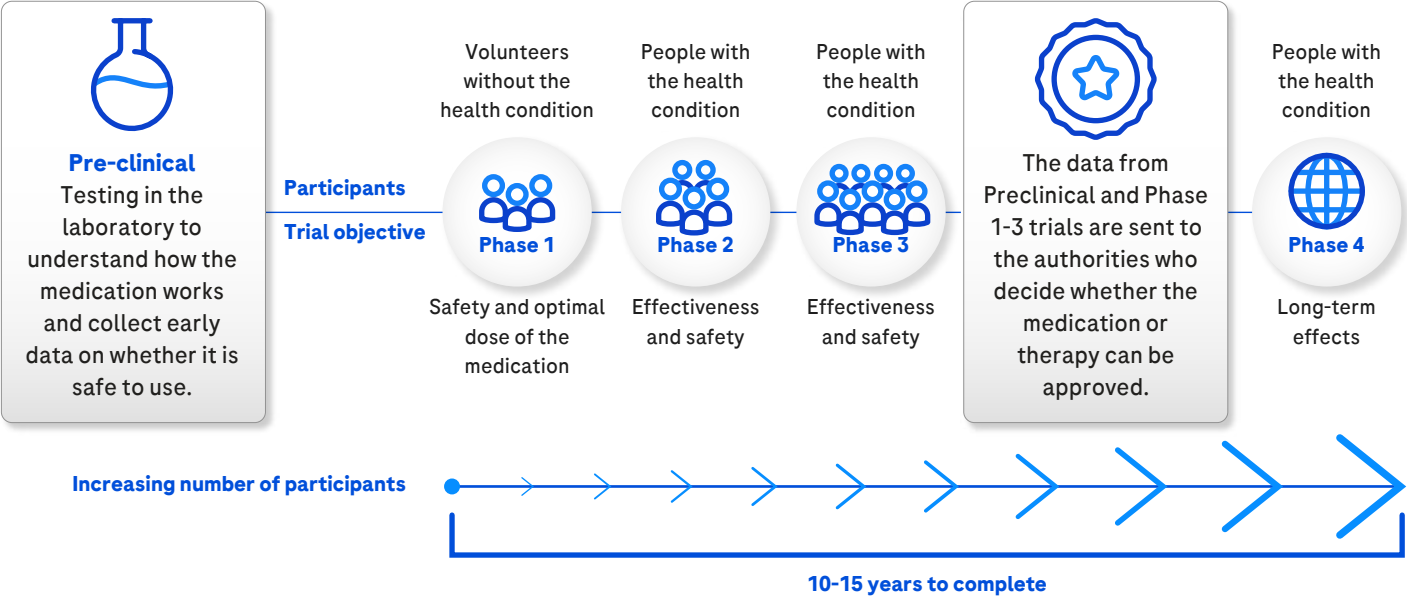 Pre-clinical
Testing in the
laboratory to
understand how the
medication works
and collect early
data on whether it is
safe to use.
Participants
Trial objective
Volunteers
without the
health condition
Phase 1
Safety and optimal
dose of the
medication
People with
the health
condition
Phase 2
Effectiveness
and safety
People with
the health
condition
Phase 3
Effectiveness
and safety
The data from
Preclinical and Phase
1-3 trials are sent to
the authorities who
decide whether the
medication or
therapy can be
approved.
People with
the health
condition
Phase 4
Long-term
effects
Increasing number of participants
10-15 years to complete